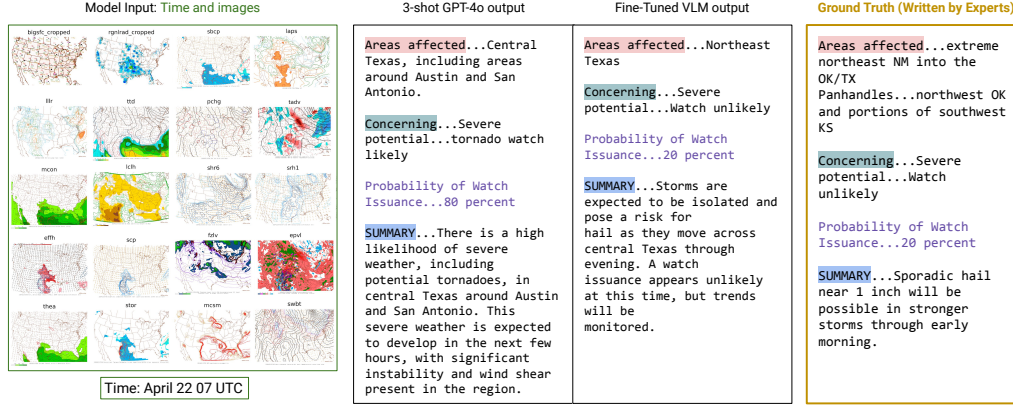 Model Input: Time and images
bigsfc_cropped
rgnlrad_cropped
sbcp
laps
lllr
ttd
pchg
tadv
mcon
lclh
shr6
srh1
effh
scp
fzlv
epvl
thea
stor
mcsm
swbt
Time: April 22 07 UTC
3-shot GPT-4o output
Areas affected...Central
Texas, including areas
around Austin and San
Antonio.
Concerning...Severe
potential...tornado watch
likely
Probability of Watch
Issuance...80 percent
SUMMARY...There is a high
likelihood of severe
weather, including
potential tornadoes, in
central Texas around Austin
and San Antonio. This
severe weather is expected
to develop in the next few
hours, with significant
instability and wind shear
present in the region.
Fine-Tuned VLM output
Areas affected...Northeast
Texas
Concerning...Severe
potential...Watch unlikely
Probability of Watch
Issuance...20 percent
SUMMARY...Storms are
expected to be isolated and
pose a risk for
hail as they move across
central Texas through
evening. A watch
issuance appears unlikely
at this time, but trends
will be
monitored.
Ground Truth (Written by Experts)
Areas affected...extreme
northeast NM into the
OK/TX
Panhandles...northwest OK
and portions of southwest
KS
Concerning...Severe
potential...Watch
unlikely
Probability of Watch
Issuance...20 percent
SUMMARY...Sporadic hail
near 1 inch will be
possible in stronger
storms through early
morning.